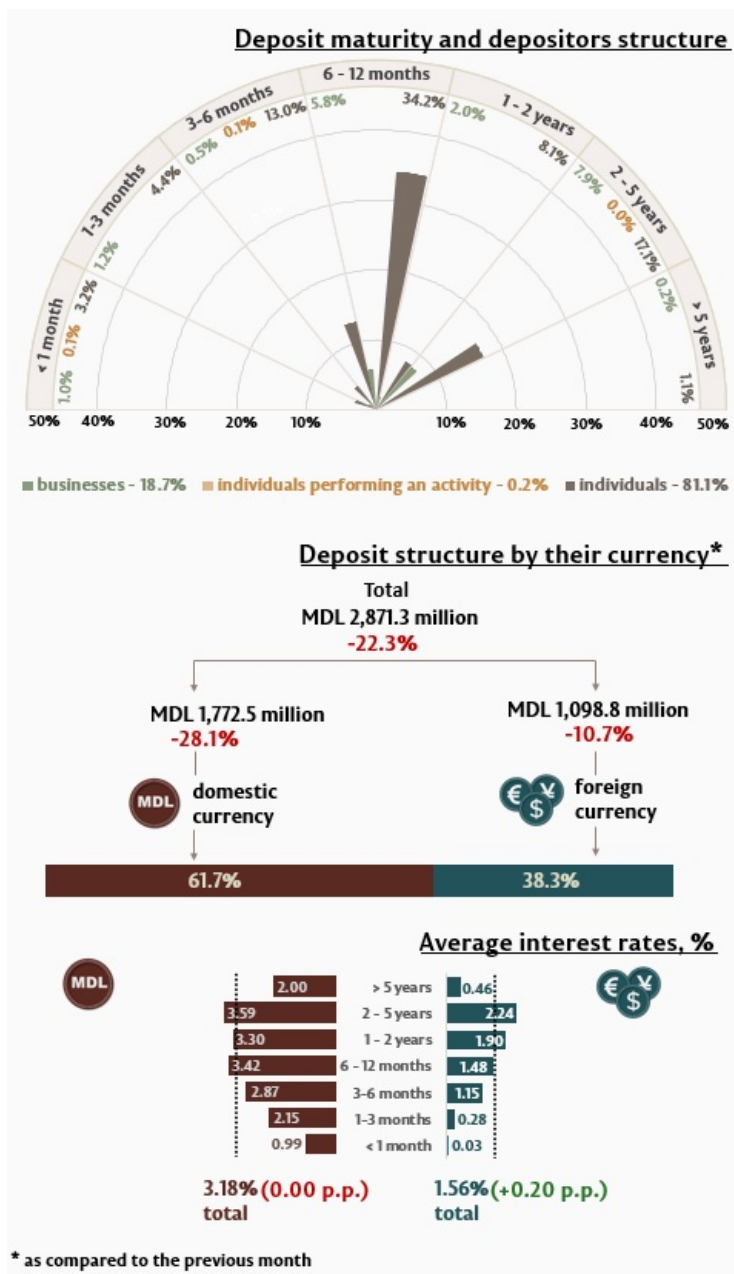 Deposit maturity and depositors structure
6 - 12 months
3-6 months
1 - 2 years
1-3 months
2 - 5 years
< 1 month
> 5 years
1.0%
0.1%
3.2%
1.2%
4.4%
0.5%
0.1%
13.0%
5.8%
34.2%
2.0%
8.1%
7.9%
0.0%
17.1%
0.2%
1.1%
50% 40% 30% 20% 10% 10% 20% 30% 40% 50%
businesses - 18.7% individuals performing an activity - 0.2% individuals - 81.1%
Deposit structure by their currency*
Total
MDL 2,871.3 million
-22.3%
MDL 1,772.5 million
-28.1%
MDL 1,098.8 million
-10.7%
MDL
domestic
currency
€ ¥
$
foreign
currency
61.7% 38.3%
Average interest rates, %
MDL
€ ¥
$
2.00 > 5 years 0.46
3.59 2 - 5 years 2.24
3.30 1 - 2 years 1.90
3.42 6 - 12 months 1.48
2.87 3-6 months 1.15
2.15 1-3 months 0.28
0.99 < 1 month 0.03
3.18% (0.00 p.p.)
total
1.56% (+0.20 p.p.)
total
* as compared to the previous month